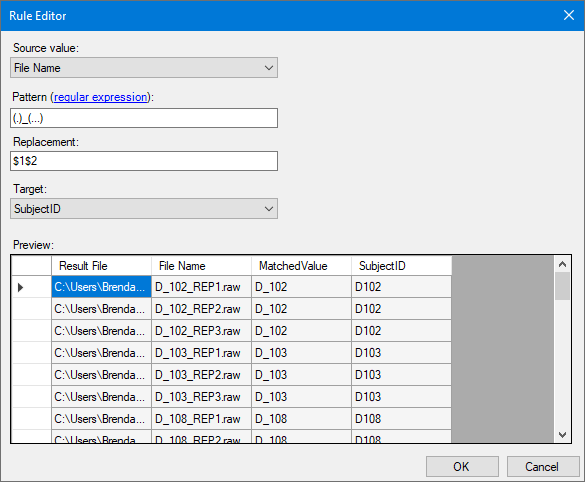 Rule Editor
Source value:
File Name
Pattern (regular expression):
(.)_(...)
Replacement:
$1$2
Target:
SubjectID
Preview:
Result File File Name MatchedValue SubjectID
C:\Users\Brenda... D_102_REP1.raw D_102 D102
C:\Users\Brenda... D_102_REP2.raw D_102 D102
C:\Users\Brenda... D_102_REP3.raw D_102 D102
C:\Users\Brenda... D_103_REP1.raw D_103 D103
C:\Users\Brenda... D_103_REP2.raw D_103 D103
C:\Users\Brenda... D_103_REP3.raw D_103 D103
C:\Users\Brenda... D_108_REP1.raw D_108 D108
C:\Users\Brenda... D_108_REP2.raw D_108 D108
OK Cancel